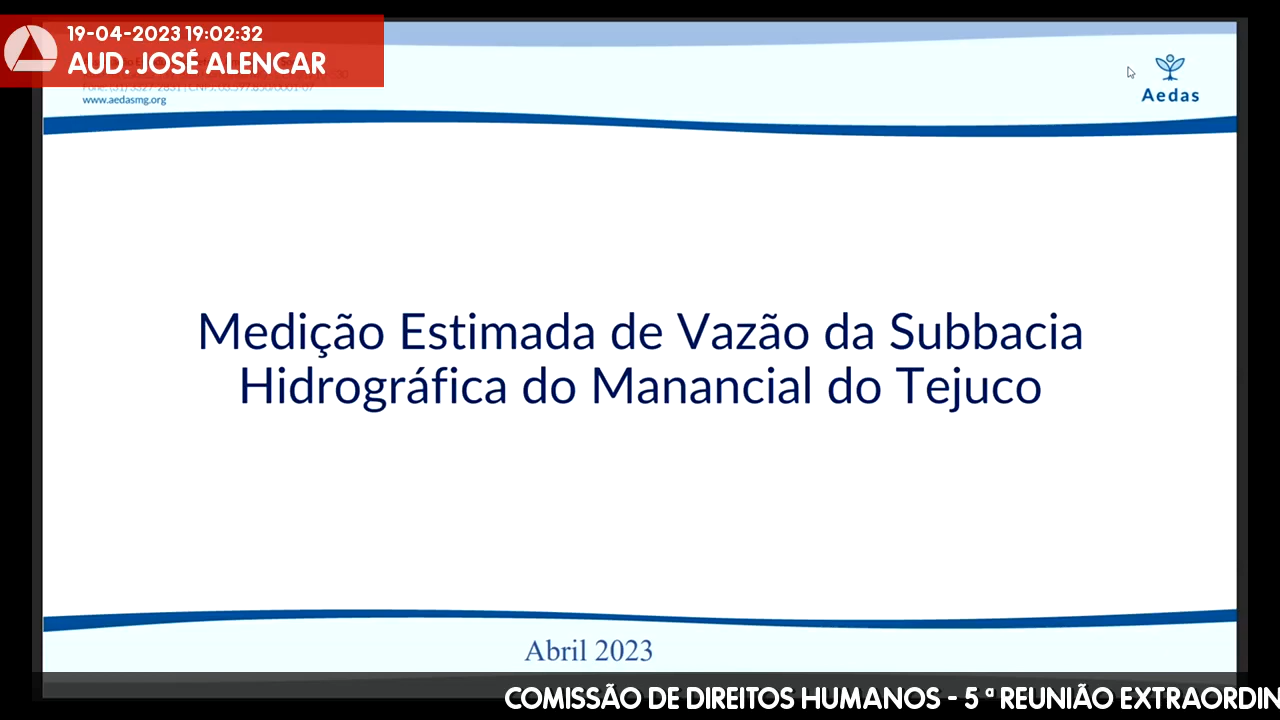 19-04-2023 19:02:32
AUD. JOSÉ ALENCAR
www.aedasmg.org
Aedas
Medição Estimada de Vazão da Subbacia
Hidrográfica do Manancial do Tejuco
Abril 2023
COMISSÃO DE DIREITOS HUMANOS - 5 ª REUNIÃO EXTRAORDIN